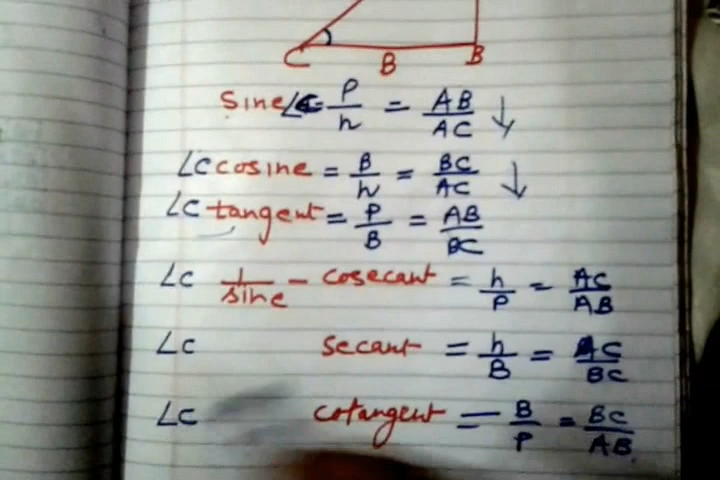 C B B
Sine∠C = P/h = AB/AC ↓
∠C cosine = B/h = BC/AC ↓
∠C tangent = P/B = AB/BC
∠C 1/sine - cosecant = h/P = AC/AB
∠C secant = h/B = AC/BC
∠C cotangent = B/P = BC/AB